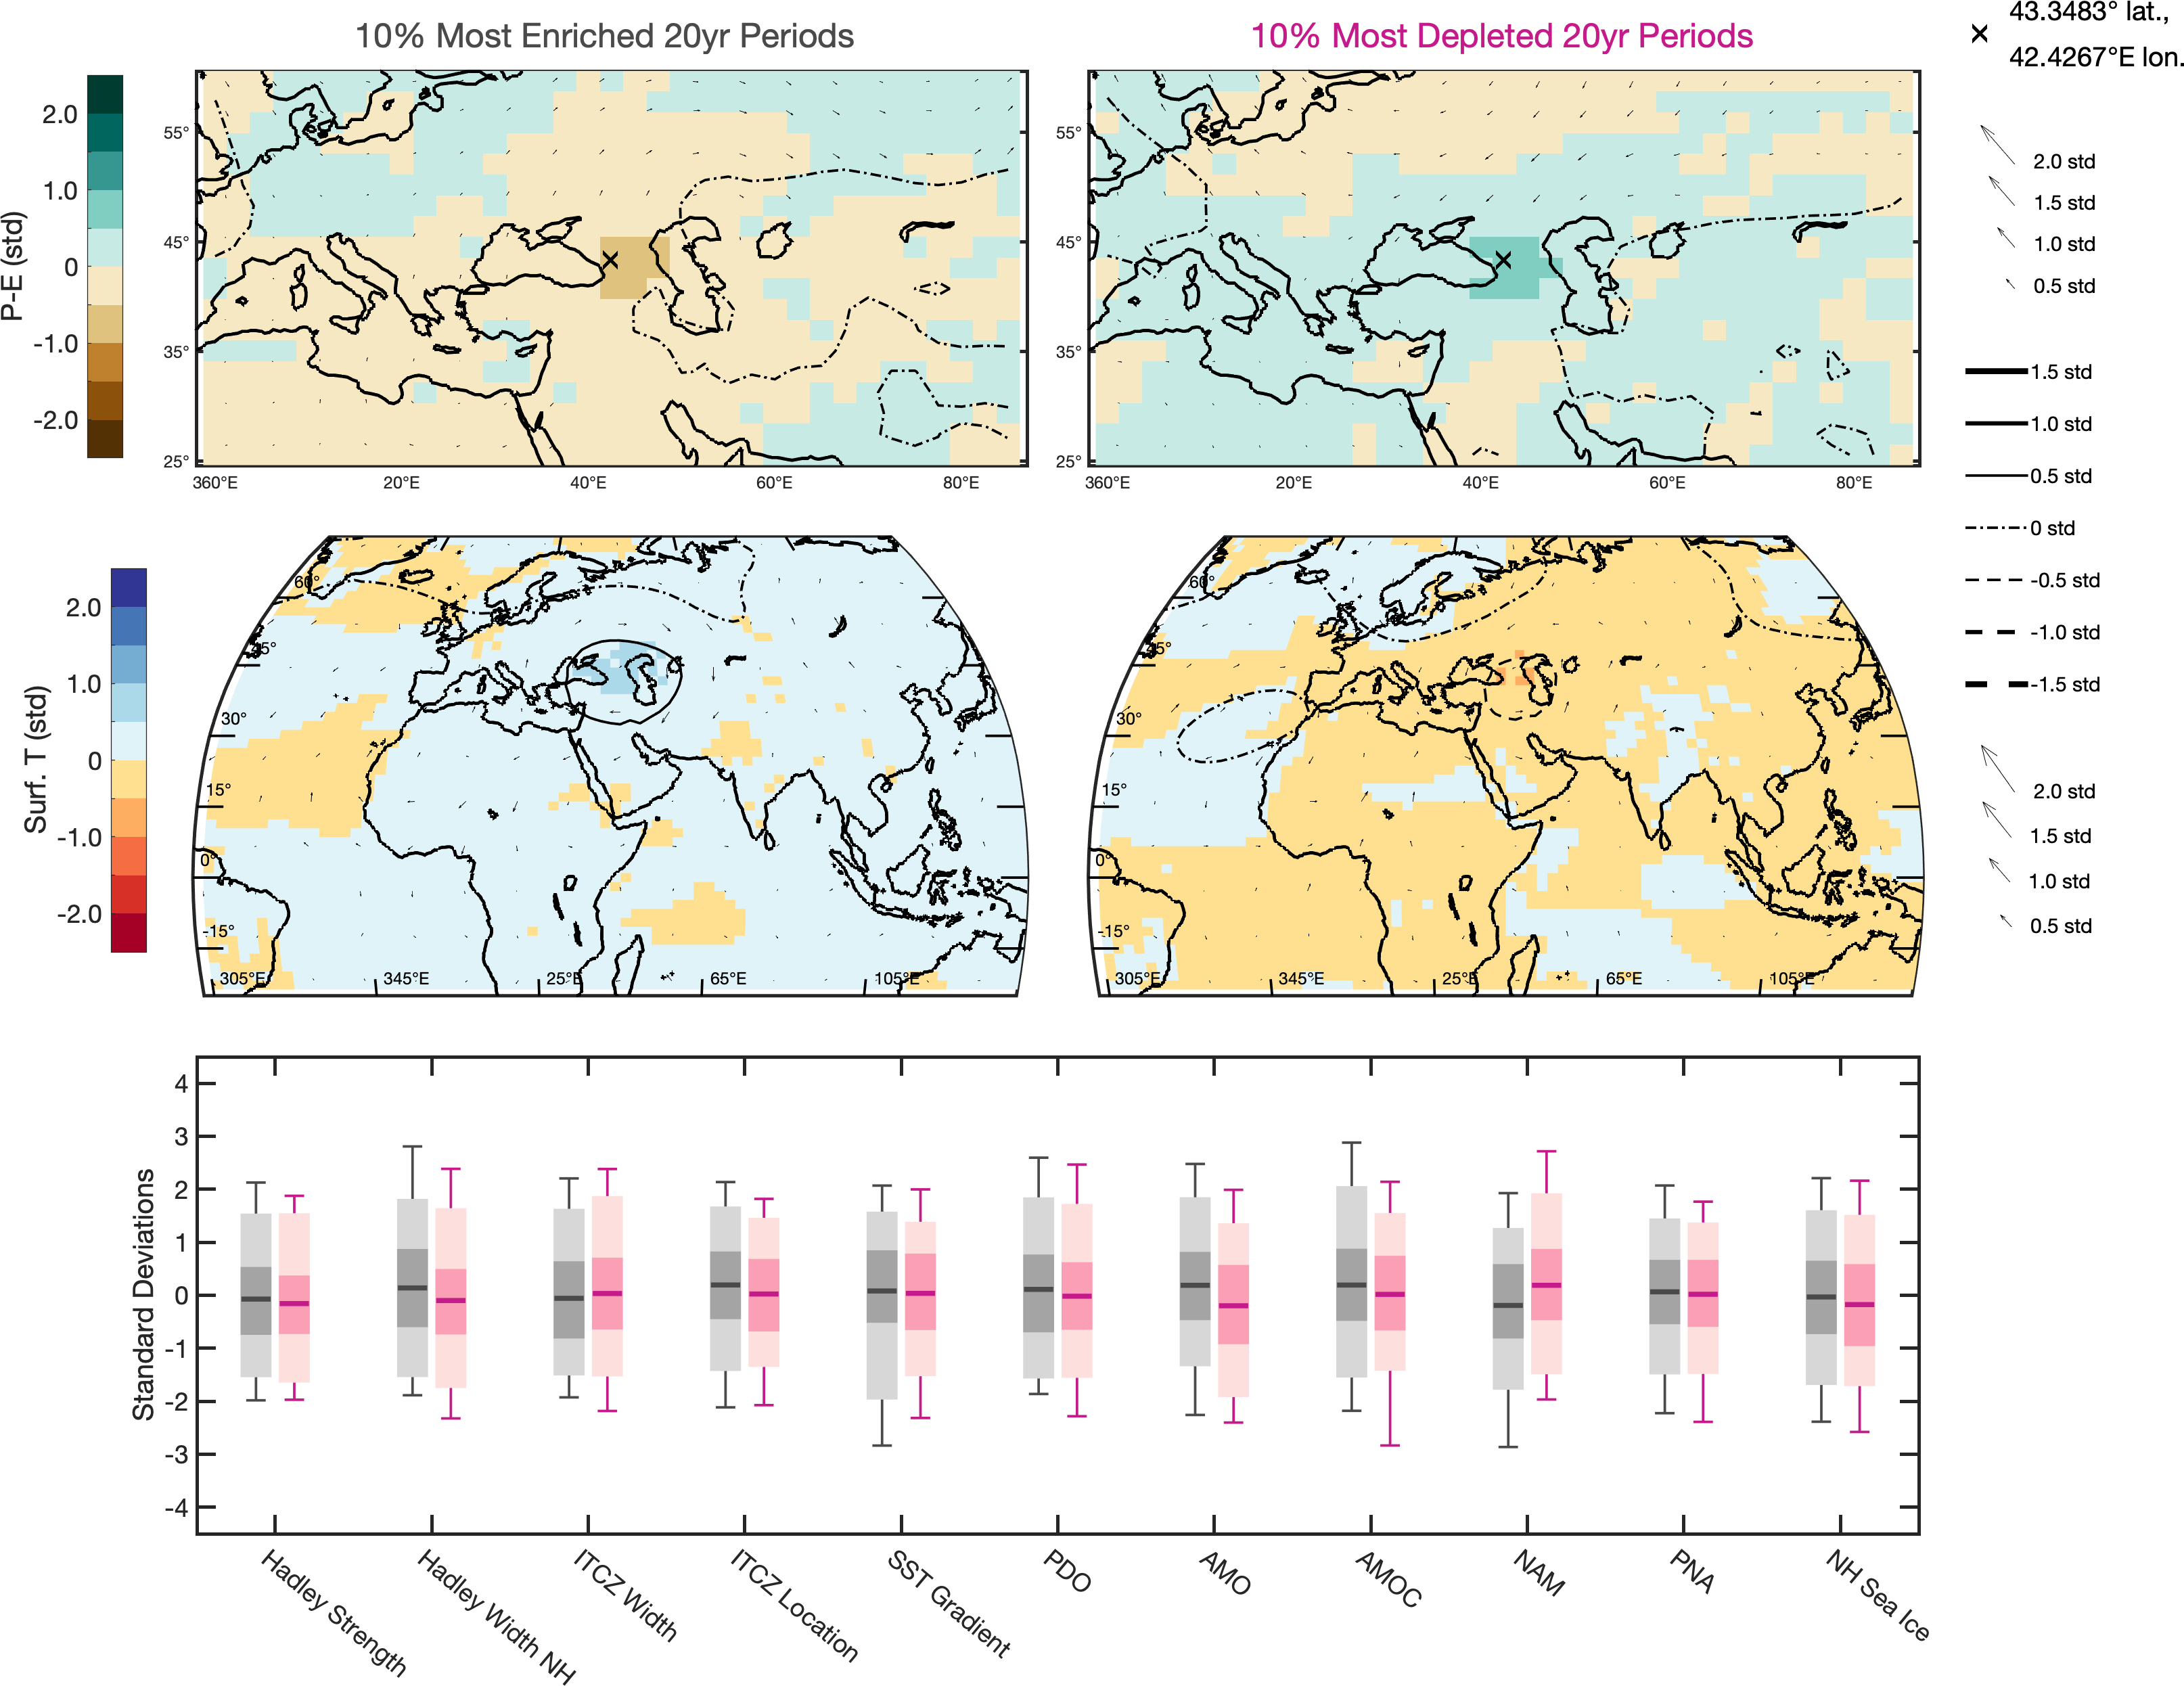 10% Most Enriched 20yr Periods
10% Most Depleted 20yr Periods
43.3483° lat.,
42.4267°E lon.
P-E (std)
2.0
1.0
0
-1.0
-2.0
55°
45°
35°
25°
360°E 20°E 40°E 60°E 80°E
55°
45°
35°
25°
360°E 20°E 40°E 60°E 80°E
2.0 std
1.5 std
1.0 std
0.5 std
1.5 std
1.0 std
0.5 std
0 std
-0.5 std
-1.0 std
-1.5 std
2.0 std
1.5 std
1.0 std
0.5 std
Surf. T (std)
2.0
1.0
0
-1.0
-2.0
60°
45°
30°
15°
0°
-15°
305°E 345°E 25°E 65°E 105°E
60°
45°
30°
15°
0°
-15°
305°E 345°E 25°E 65°E 105°E
Standard Deviations
4
3
2
1
0
-1
-2
-3
-4
Hadley Strength
Hadley Width NH
ITCZ Width
ITCZ Location
SST Gradient
PDO
AMO
AMOC
NAM
PNA
NH Sea Ice